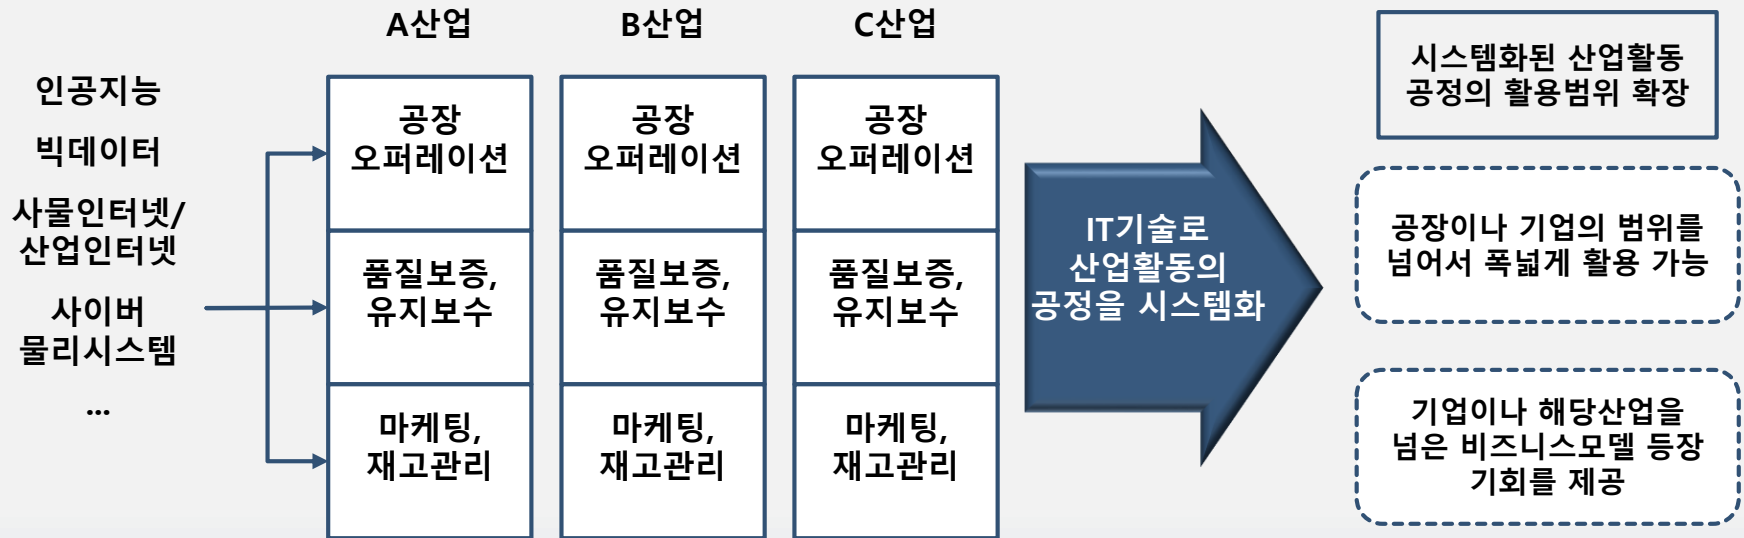 A산업
B산업
C산업
인공지능
빅데이터
사물인터넷/
산업인터넷
사이버
물리시스템
...
공장
오퍼레이션
공장
오퍼레이션
공장
오퍼레이션
품질보증,
유지보수
품질보증,
유지보수
품질보증,
유지보수
마케팅,
재고관리
마케팅,
재고관리
마케팅,
재고관리
IT기술로
산업활동의
공정을 시스템화
시스템화된 산업활동
공정의 활용범위 확장
공장이나 기업의 범위를
넘어서 폭넓게 활용 가능
기업이나 해당산업을
넘은 비즈니스모델 등장
기회를 제공